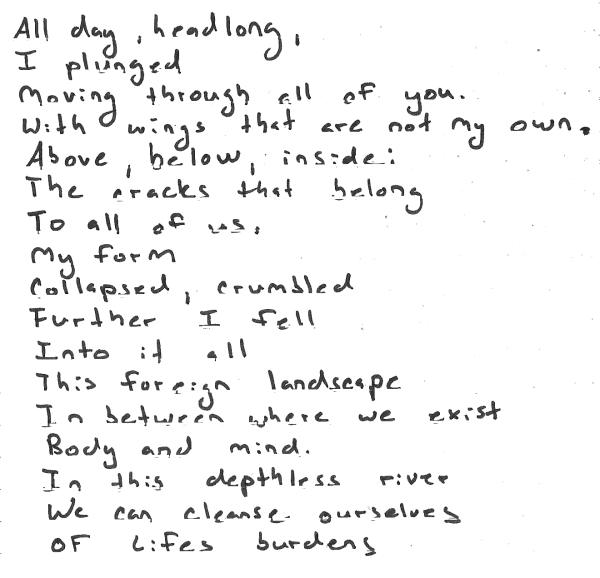 All day, headlong,
I plunged
Moving through all of you.
With wings that are not my own.
Above, below, inside:
The cracks that belong
To all of us,
My form
Collapsed, crumbled
Further I fell
Into it all
This foreign landscape
In between where we exist
Body and mind.
In this depthless river
We can cleanse ourselves
OF Lifes burdens